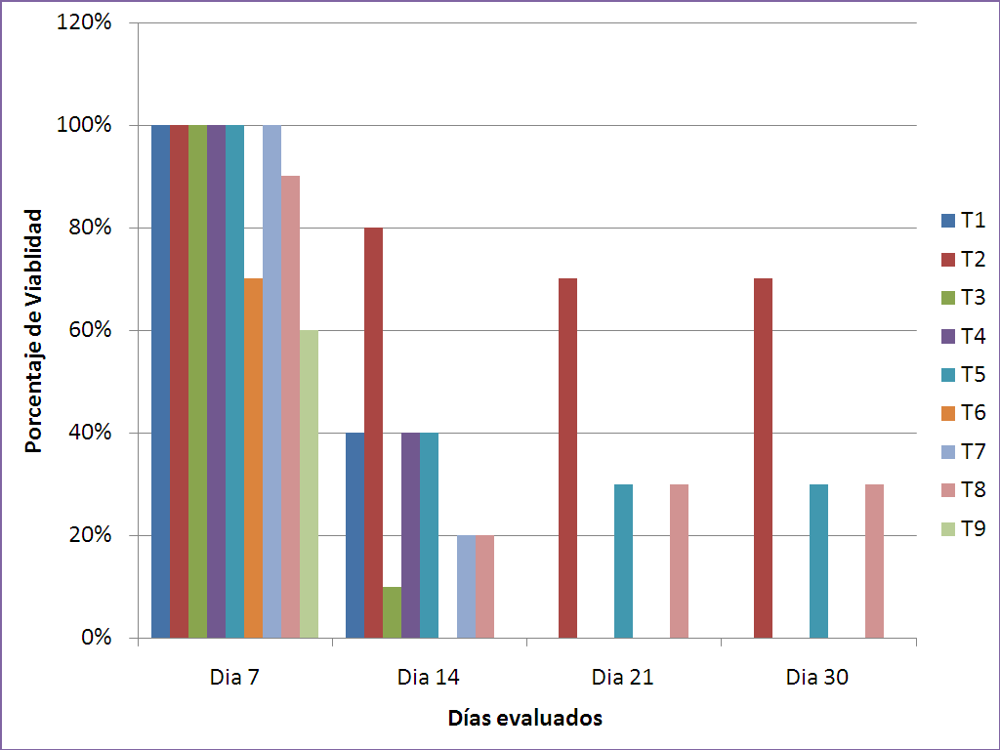 120%
100%
80%
60%
40%
20%
0%
Porcentaje de Viablidad
Dia 7
Dia 14
Dia 21
Dia 30
Días evaluados
T1
T2
T3
T4
T5
T6
T7
T8
T9